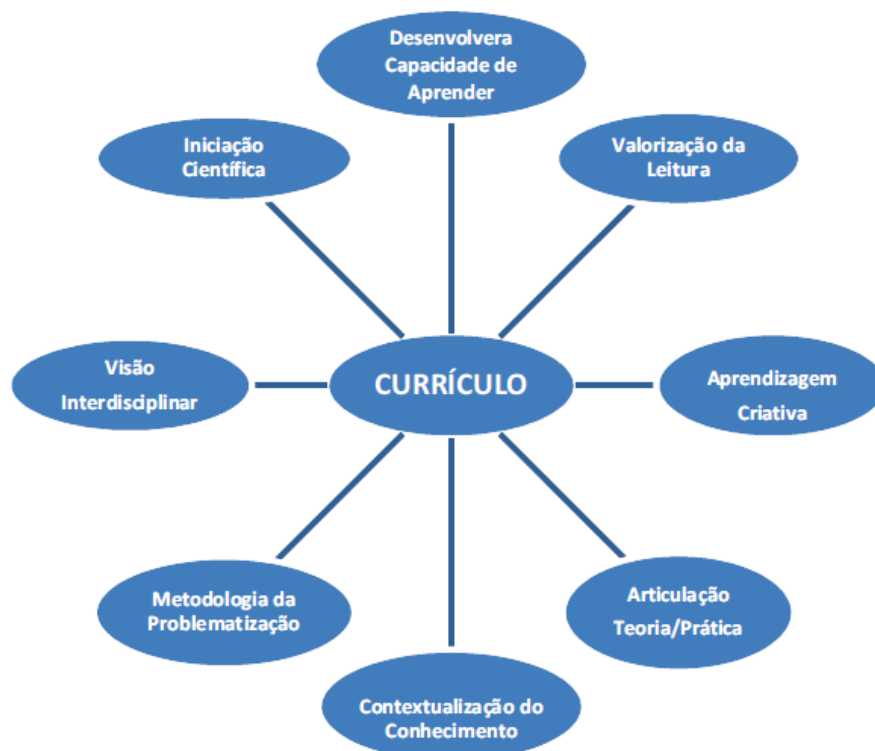 Desenvolvera
Capacidade de
Aprender
Iniciação
Científica
Valorização da
Leitura
Visão
Interdisciplinar
CURRÍCULO
Aprendizagem
Criativa
Metodologia da
Problematização
Articulação
Teoria/Prática
Contextualização do
Conhecimento